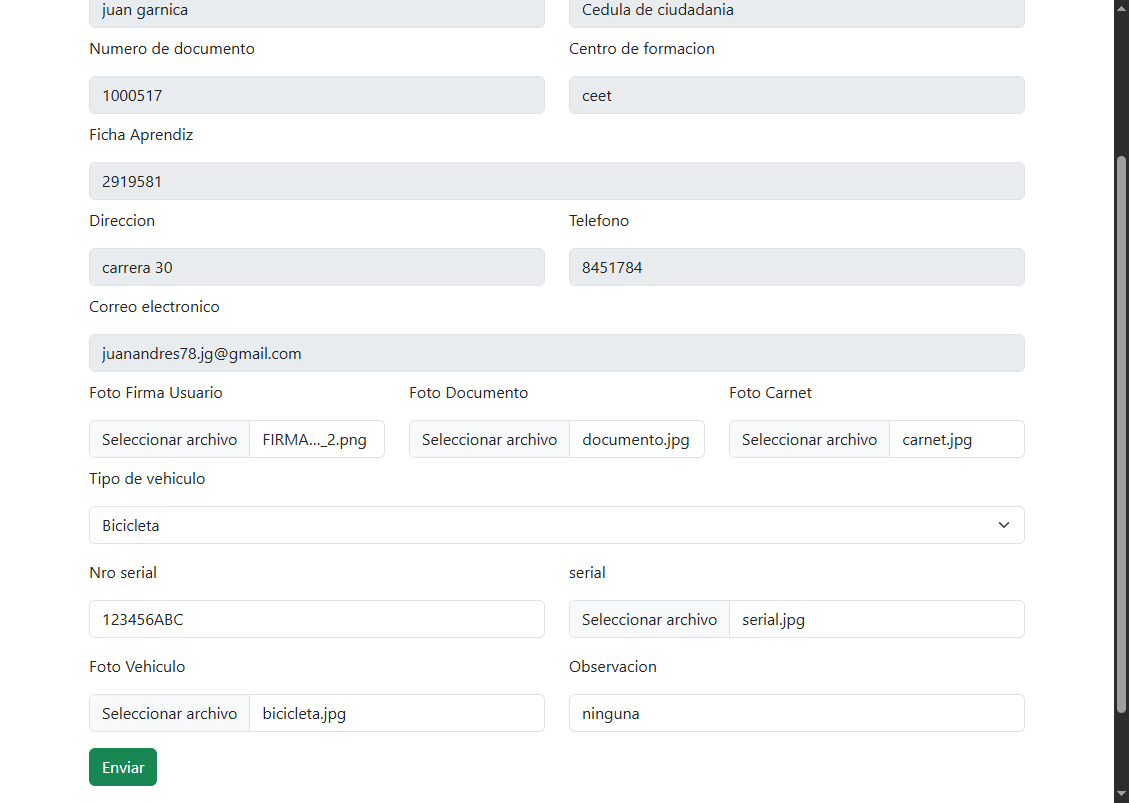 juan garnica Cedula de ciudadania
Numero de documento Centro de formacion
1000517 ceet
Ficha Aprendiz
2919581
Direccion Telefono
carrera 30 8451784
Correo electronico
juanandres78.jg@gmail.com
Foto Firma Usuario Foto Documento Foto Carnet
Seleccionar archivo FIRMA..._2.png Seleccionar archivo documento.jpg Seleccionar archivo carnet.jpg
Tipo de vehiculo
Bicicleta
Nro serial serial
123456ABC Seleccionar archivo serial.jpg
Foto Vehiculo Observacion
Seleccionar archivo bicicleta.jpg ninguna
Enviar